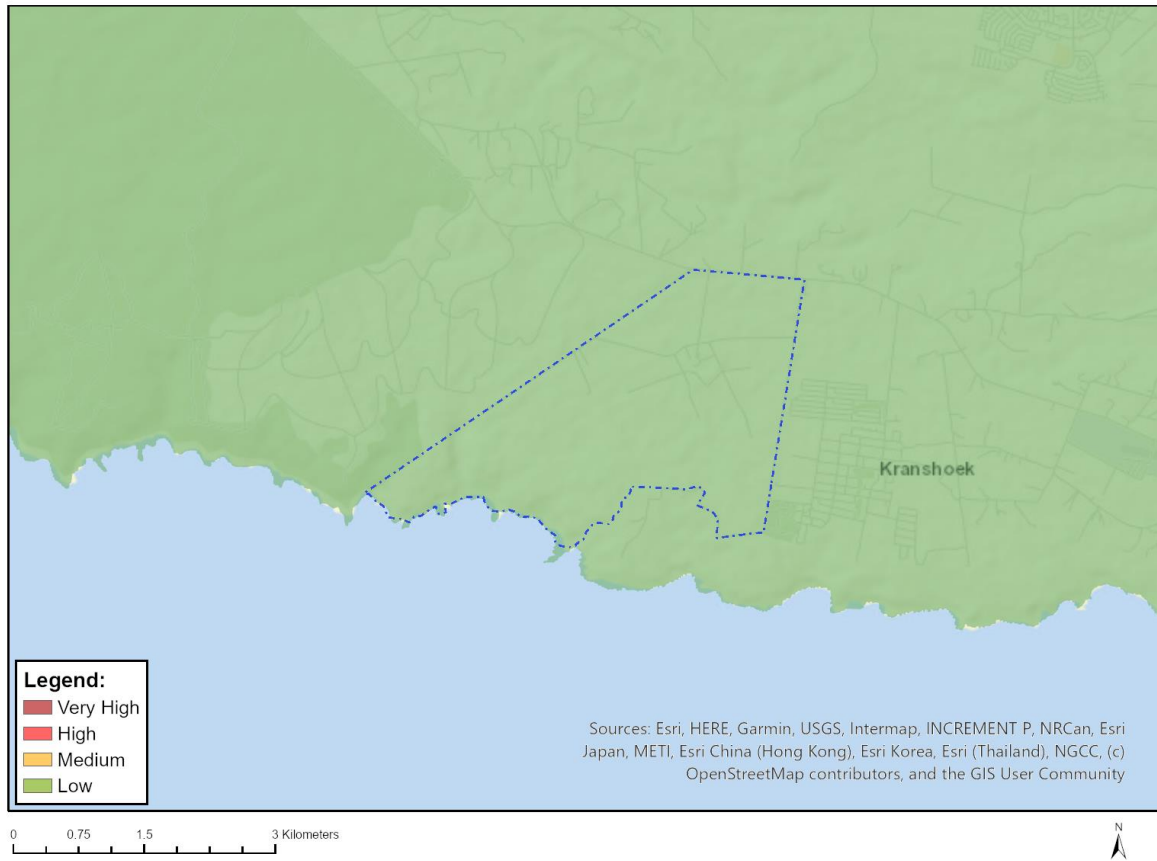 Kranshoek
Legend:
Very High
High
Medium
Low
Sources: Esri, HERE, Garmin, USGS, Intermap, INCREMENT P, NRCan, Esri
Japan, METI, Esri China (Hong Kong), Esri Korea, Esri (Thailand), NGCC, (c)
OpenStreetMap contributors, and the GIS User Community
0 0.75 1.5 3 Kilometers
N